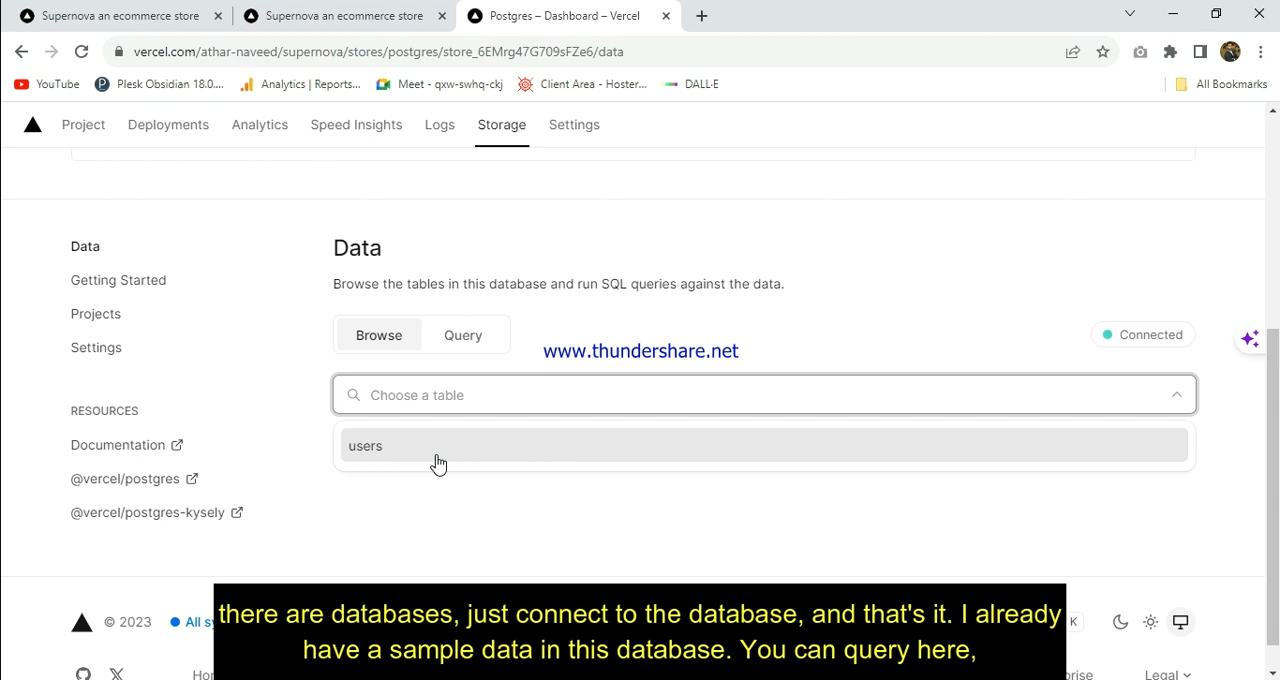 Supernova an ecommerce store
Supernova an ecommerce store
Postgres – Dashboard – Vercel
vercel.com/athar-naveed/supernova/stores/postgres/store_6EMrg47G709sFZe6/data
YouTube
Plesk Obsidian 18.0....
Analytics | Reports...
Meet - qxw-swhq-ckj
Client Area - Hoster...
DALL·E
All Bookmarks
Project
Deployments
Analytics
Speed Insights
Logs
Storage
Settings
Data
Getting Started
Projects
Settings
RESOURCES
Documentation
@vercel/postgres
@vercel/postgres-kysely
Data
Browse the tables in this database and run SQL queries against the data.
Browse
Query
Connected
www.thundershare.net
Choose a table
users
© 2023
All sy
K
there are databases, just connect to the database, and that's it. I already
have a sample data in this database. You can query here,
Legal